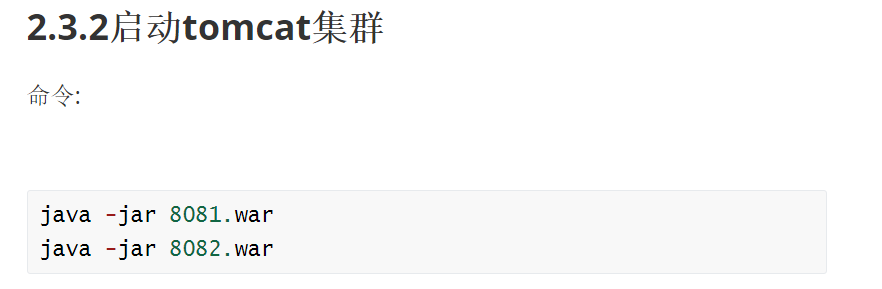 2.3.2启动tomcat集群
命令:
java -jar 8081.war
java -jar 8082.war